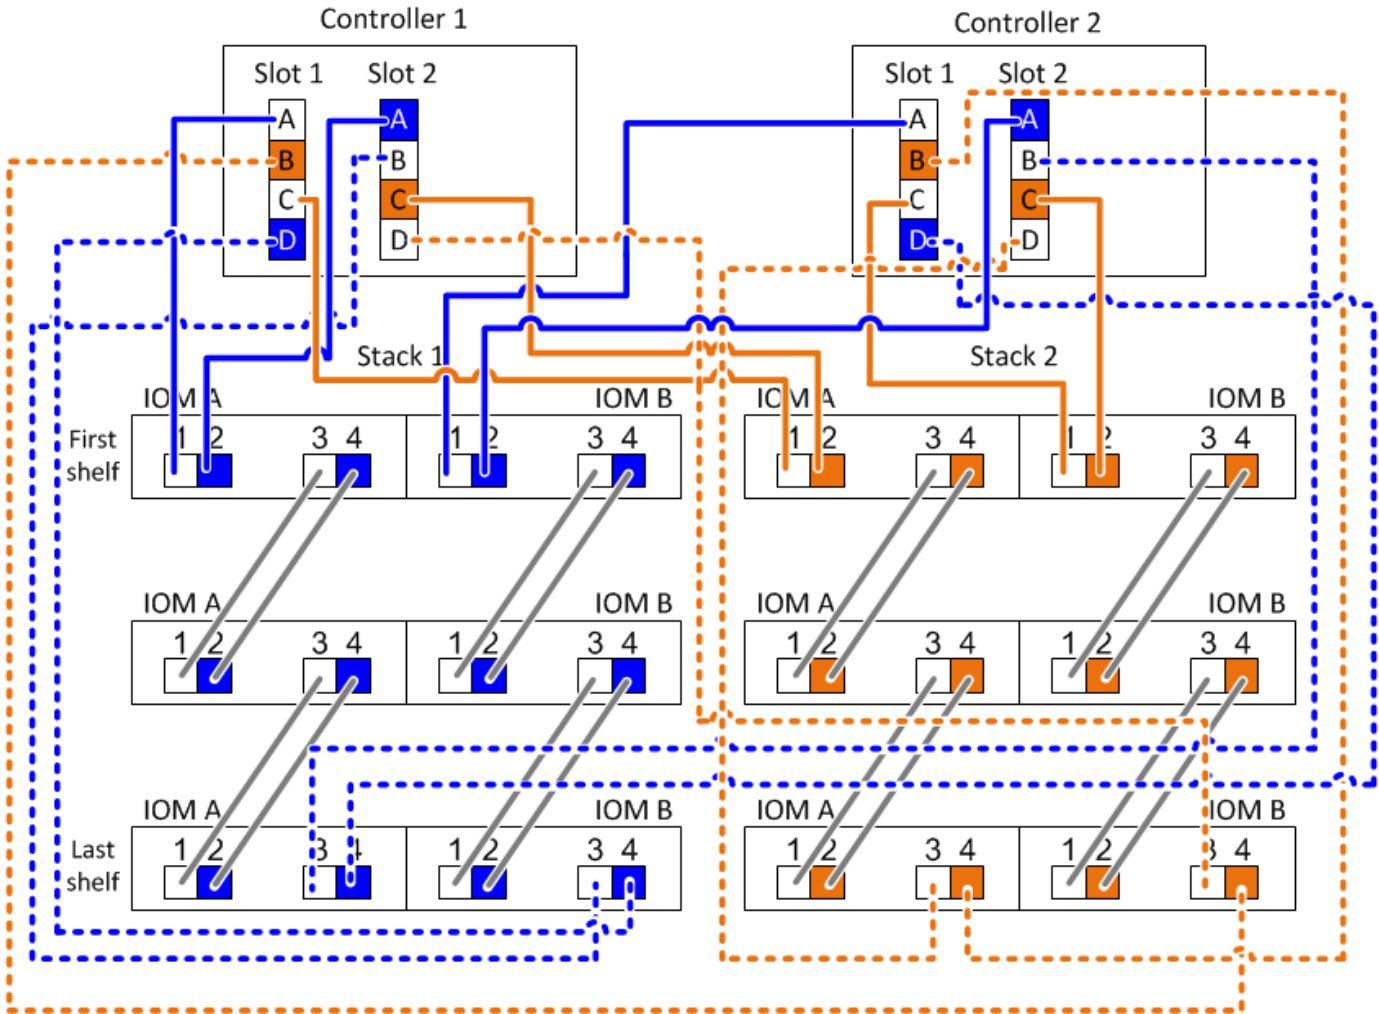 Controller 1
Controller 2
Slot 1 Slot 2
Slot 1 Slot 2
A A
B B
C C
D D
A A
B B
C C
D D
Stack 1
Stack 2
IOM A IOM B
IOM A IOM B
First
shelf
1 2 3 4 1 2 3 4
1 2 3 4 1 2 3 4
IOM A IOM B
IOM A IOM B
1 2 3 4 1 2 3 4
1 2 3 4 1 2 3 4
IOM A IOM B
IOM A IOM B
Last
shelf
1 2 3 4 1 2 3 4
1 2 3 4 1 2 3 4